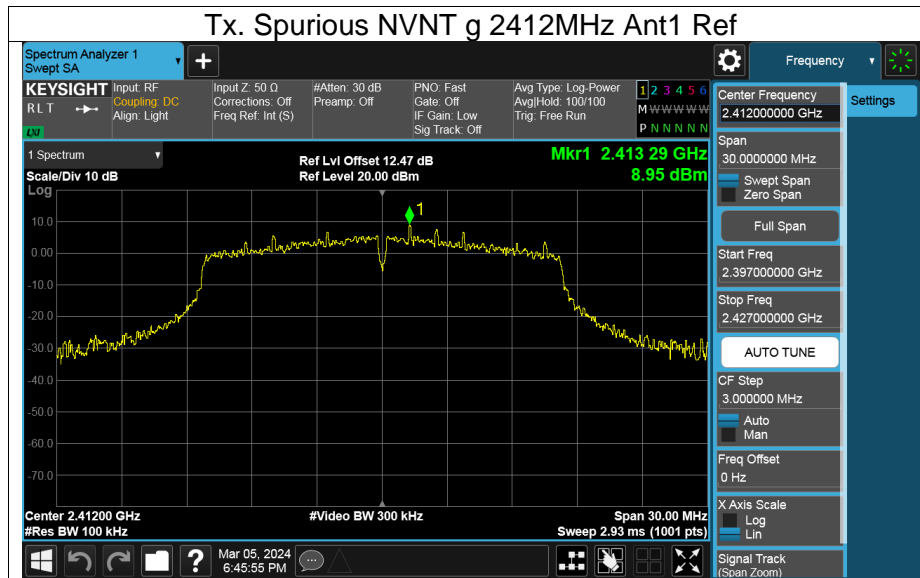 Tx. Spurious NVNT g 2412MHz Ant1 Ref
Spectrum Analyzer 1
Swept SA
+
Frequency
KEYSIGHT
RLT
LXI
Input: RF
Coupling: DC
Align: Light
Input Z: 50 Ω
Corrections: Off
Freq Ref: Int (S)
#Atten: 30 dB
Preamp: Off
PNO: Fast
Gate: Off
IF Gain: Low
Sig Track: Off
Avg Type: Log-Power
Avg|Hold: 100/100
Trig: Free Run
1 2 3 4 5 6
M W W W W W
P N N N N N
1 Spectrum
Scale/Div 10 dB
Log
Ref Lvl Offset 12.47 dB
Ref Level 20.00 dBm
Mkr1 2.413 29 GHz
8.95 dBm
1
10.0
0.00
-10.0
-20.0
-30.0
-40.0
-50.0
-60.0
-70.0
Center 2.41200 GHz
#Res BW 100 kHz
#Video BW 300 kHz
Span 30.00 MHz
Sweep 2.93 ms (1001 pts)
Center Frequency
2.412000000 GHz
Settings
Span
30.0000000 MHz
Swept Span
Zero Span
Full Span
Start Freq
2.397000000 GHz
Stop Freq
2.427000000 GHz
AUTO TUNE
CF Step
3.000000 MHz
Auto
Man
Freq Offset
0 Hz
X Axis Scale
Log
Lin
Signal Track
(Span Zoom)
?
Mar 05, 2024
6:45:55 PM